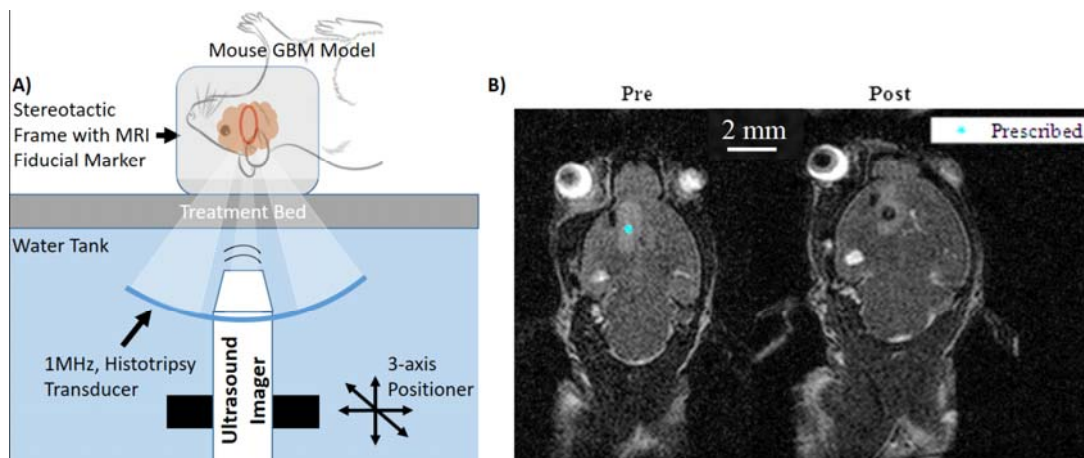 Mouse GBM Model
A)
Stereotactic
Frame with MRI
Fiducial Marker
Treatment Bed
Water Tank
1MHz, Histotripsy
Transducer
Ultrasound
Imager
3-axis
Positioner
B)
Pre
Post
2 mm
Prescribed